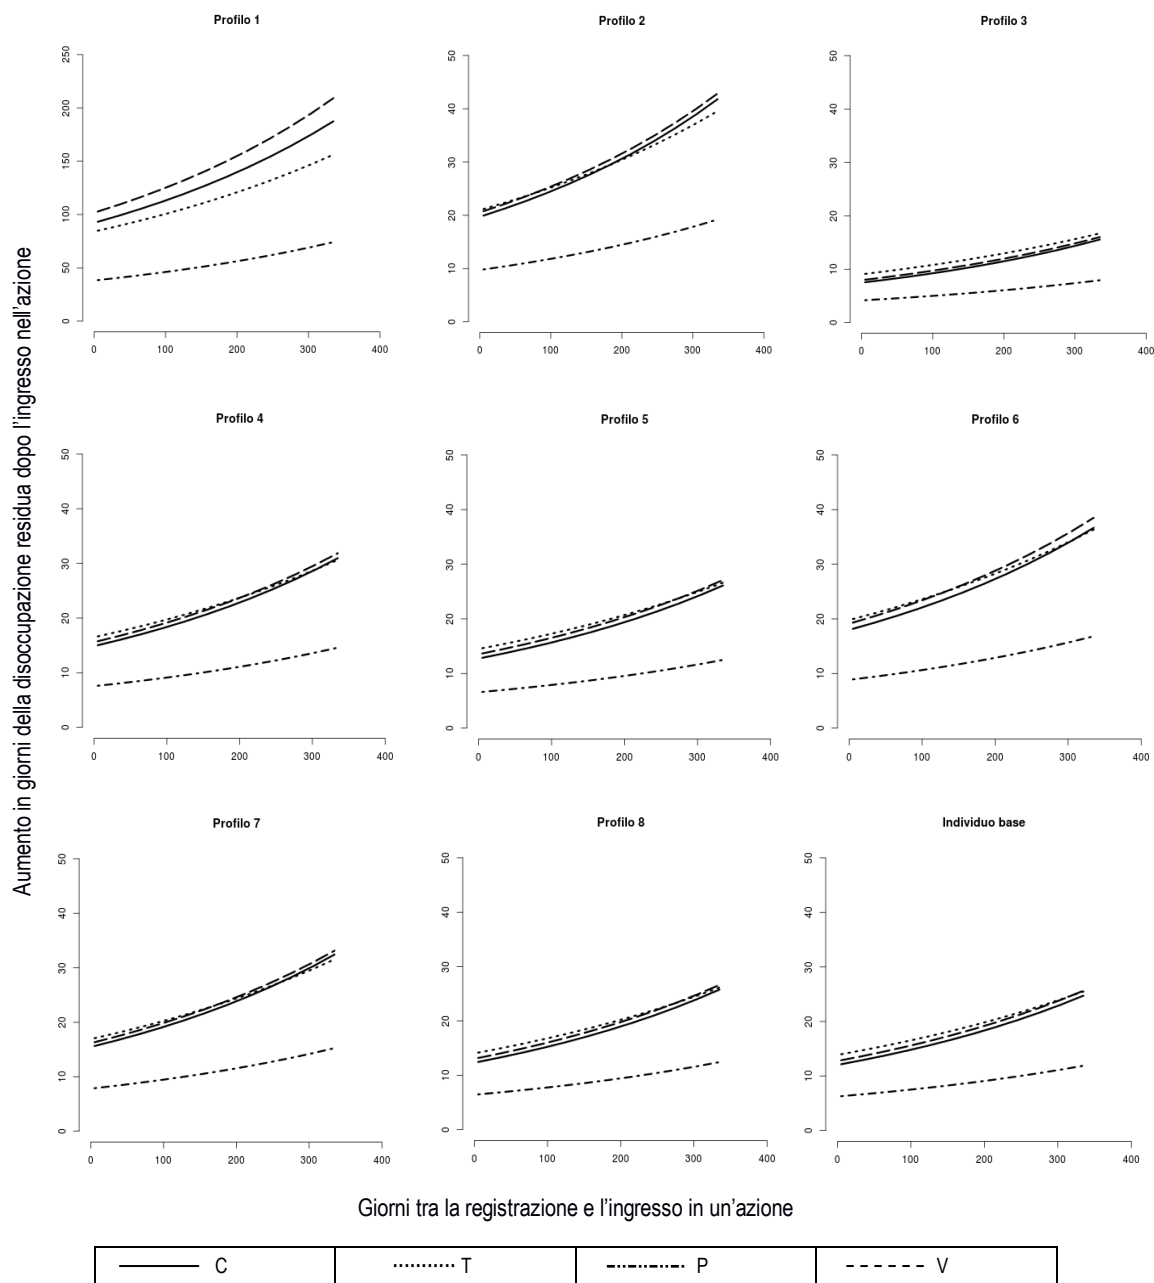 Profilo 1
Profilo 2
Profilo 3
250
200
150
100
50
0
0 100 200 300 400
50
40
30
20
10
0
0 100 200 300 400
50
40
30
20
10
0
0 100 200 300 400
Aumento in giorni della disoccupazione residua dopo l'ingresso nell'azione
Profilo 4
Profilo 5
Profilo 6
50
40
30
20
10
0
0 100 200 300 400
50
40
30
20
10
0
0 100 200 300 400
50
40
30
20
10
0
0 100 200 300 400
Profilo 7
Profilo 8
Individuo base
50
40
30
20
10
0
0 100 200 300 400
50
40
30
20
10
0
0 100 200 300 400
50
40
30
20
10
0
0 100 200 300 400
Giorni tra la registrazione e l'ingresso in un'azione
C T P V